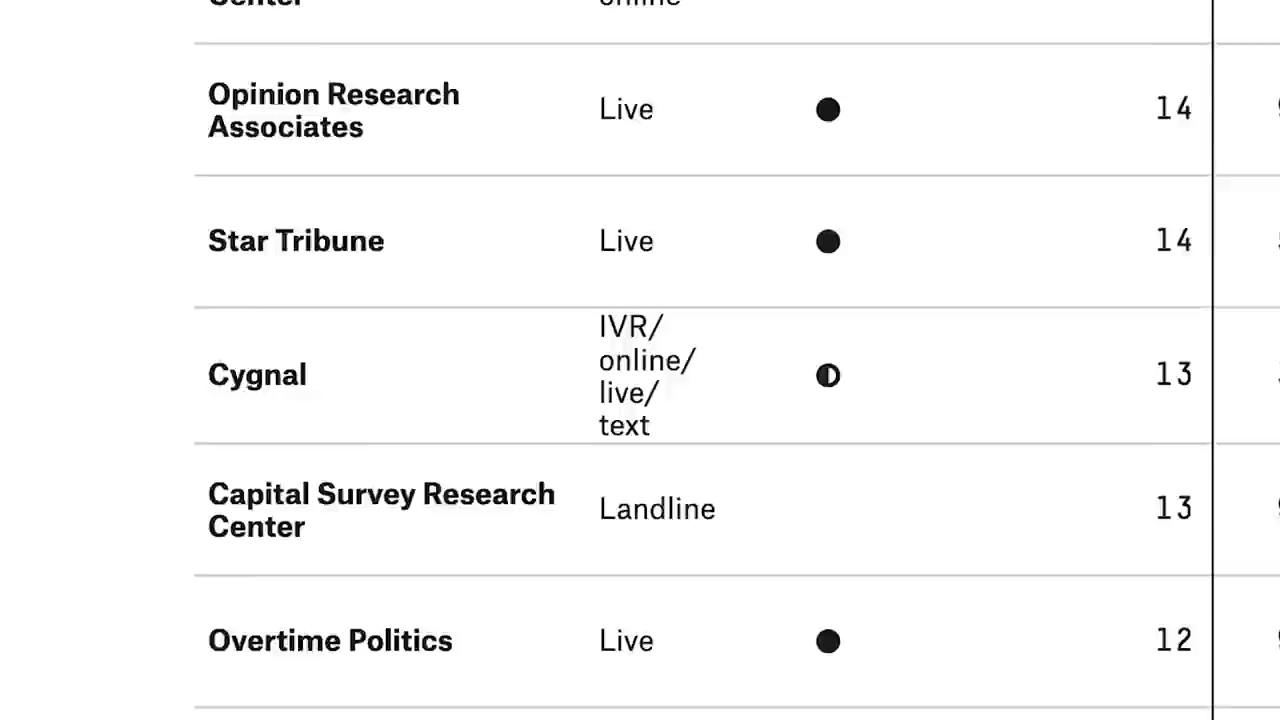 Opinion Research
Associates
Live
14
Star Tribune
Live
14
Cygnal
IVR/
online/
live/
text
13
Capital Survey Research
Center
Landline
13
Overtime Politics
Live
12